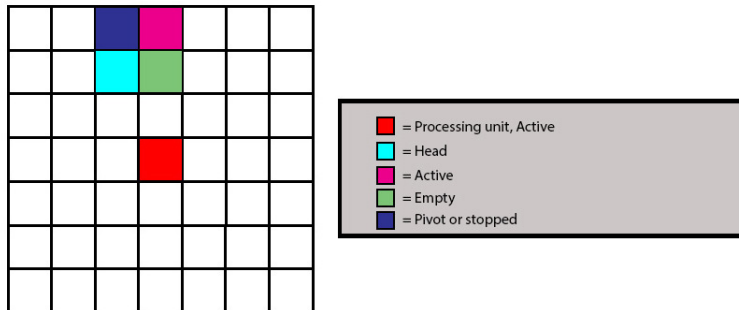 = Processing unit, Active
= Head
= Active
= Empty
= Pivot or stopped